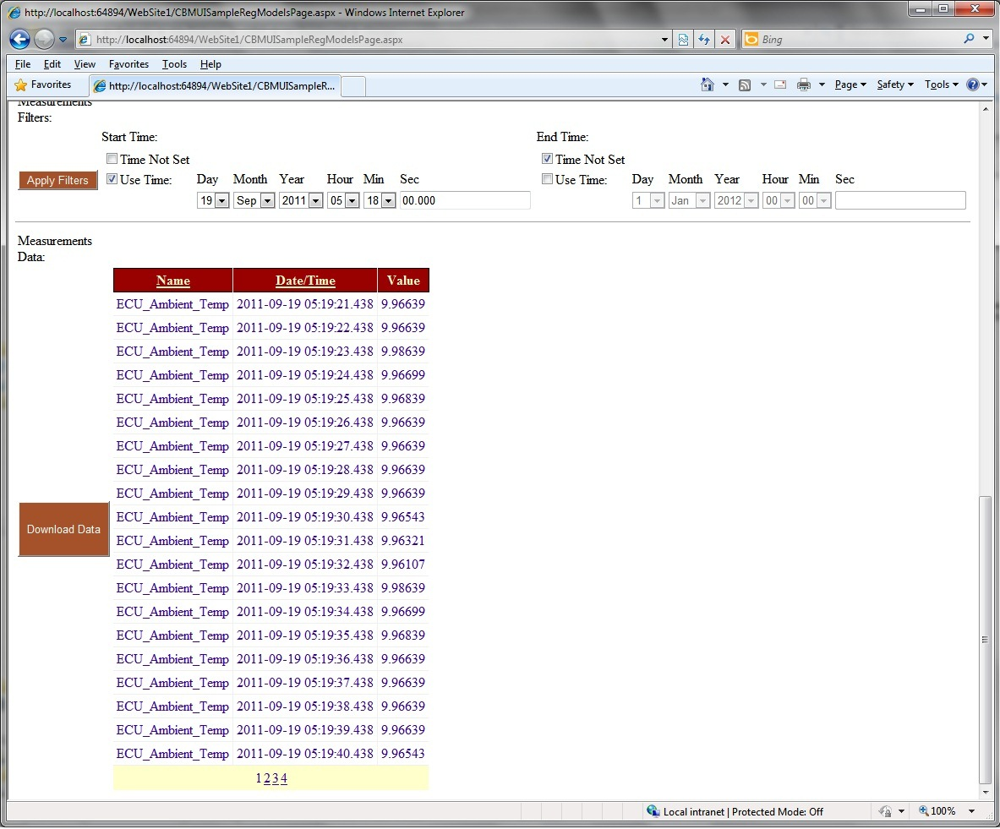 http://localhost:64894/WebSite1/CBMUISampleRegModelsPage.aspx - Windows Internet Explorer
http://localhost:64894/WebSite1/CBMUISampleRegModelsPage.aspx Bing
File Edit View Favorites Tools Help
Favorites http://localhost:64894/WebSite1/CBMUISampleR... Page Safety Tools
Measurements
Filters:
Start Time: End Time:
Time Not Set Time Not Set
Apply Filters Use Time: Day Month Year Hour Min Sec Use Time: Day Month Year Hour Min Sec
19 Sep 2011 05 18 00.000 1 Jan 2012 00 00
Measurements
Data:
Name Date/Time Value
ECU_Ambient_Temp 2011-09-19 05:19:21.438 9.96639
ECU_Ambient_Temp 2011-09-19 05:19:22.438 9.96639
ECU_Ambient_Temp 2011-09-19 05:19:23.438 9.98639
ECU_Ambient_Temp 2011-09-19 05:19:24.438 9.96699
ECU_Ambient_Temp 2011-09-19 05:19:25.438 9.96839
ECU_Ambient_Temp 2011-09-19 05:19:26.438 9.96639
ECU_Ambient_Temp 2011-09-19 05:19:27.438 9.96639
ECU_Ambient_Temp 2011-09-19 05:19:28.438 9.96639
ECU_Ambient_Temp 2011-09-19 05:19:29.438 9.96639
ECU_Ambient_Temp 2011-09-19 05:19:30.438 9.96543
Download Data
ECU_Ambient_Temp 2011-09-19 05:19:31.438 9.96321
ECU_Ambient_Temp 2011-09-19 05:19:32.438 9.96107
ECU_Ambient_Temp 2011-09-19 05:19:33.438 9.98639
ECU_Ambient_Temp 2011-09-19 05:19:34.438 9.96699
ECU_Ambient_Temp 2011-09-19 05:19:35.438 9.96839
ECU_Ambient_Temp 2011-09-19 05:19:36.438 9.96639
ECU_Ambient_Temp 2011-09-19 05:19:37.438 9.96639
ECU_Ambient_Temp 2011-09-19 05:19:38.438 9.96639
ECU_Ambient_Temp 2011-09-19 05:19:39.438 9.96639
ECU_Ambient_Temp 2011-09-19 05:19:40.438 9.96543
1 2 3 4
Local intranet | Protected Mode: Off 100%